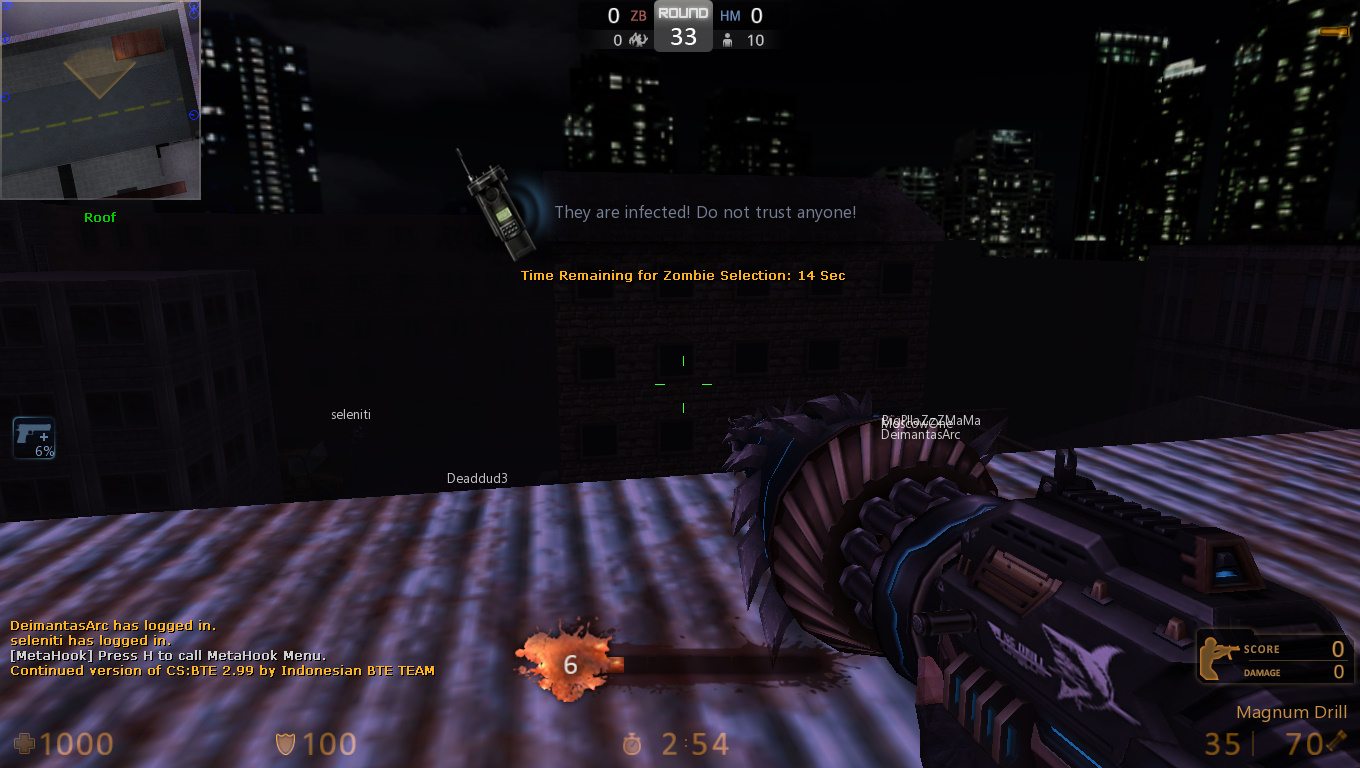 0 ZB ROUND HM 0
0 33 10
Roof
They are infected! Do not trust anyone!
Time Remaining for Zombie Selection: 14 Sec
seleniti
MoscowOne
DeimantasArc
6%
Deaddud3
DeimantasArc has logged in.
seleniti has logged in.
[MetaHook] Press H to call MetaHook Menu.
Continued version of CS:BTE 2.99 by Indonesian BTE TEAM
6
SCORE 0
DAMAGE 0
Magnum Drill
1000 100 2:54 35 70